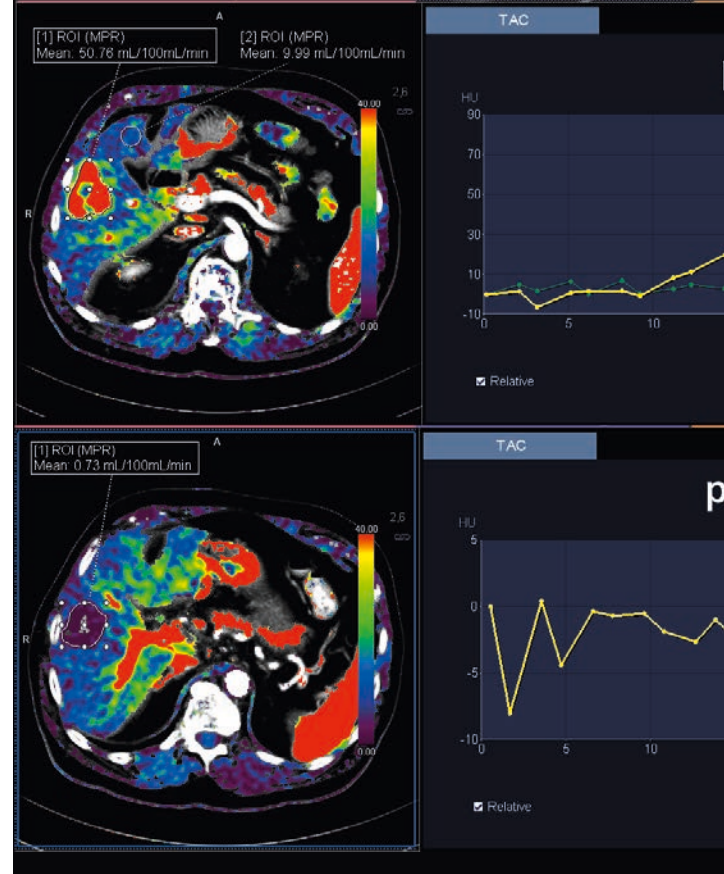 A
[1] ROI (MPR)
Mean: 50.76 mL/100mL/min
[2] ROI (MPR)
Mean: 9.99 mL/100mL/min
40.00
R
0.00
TAC
HU
90
70
50
30
10
-10
0
5
10
Relative
A
[1] ROI (MPR)
Mean: 0.73 mL/100mL/min
2,6
40.00
R
0.00
TAC
p
HU
5
0
-5
-10
0
5
10
Relative